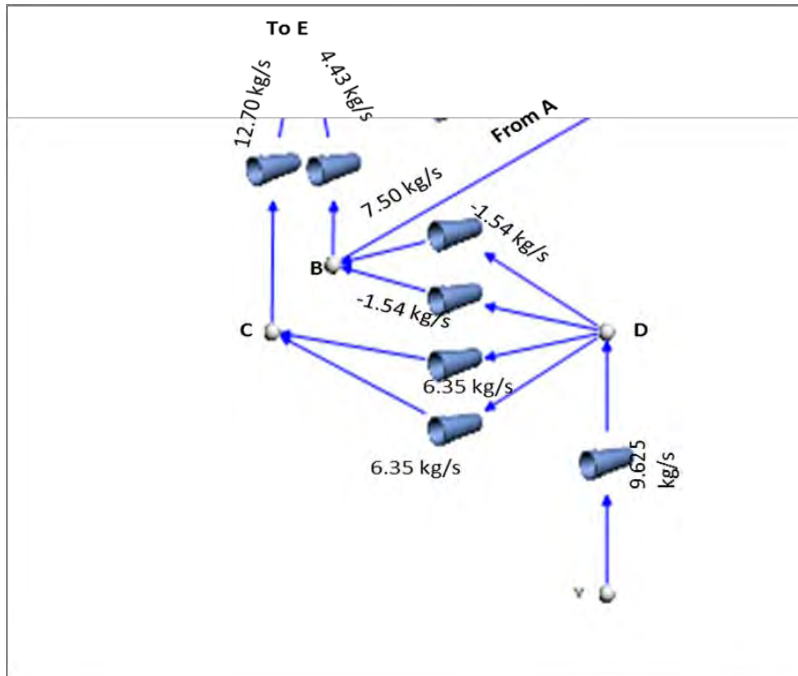 To E
12.70 kg/s
4.43 kg/s
From A
7.50 kg/s
-1.54 kg/s
B
-1.54 kg/s
C
D
6.35 kg/s
9.625
kg/s
6.35 kg/s
v